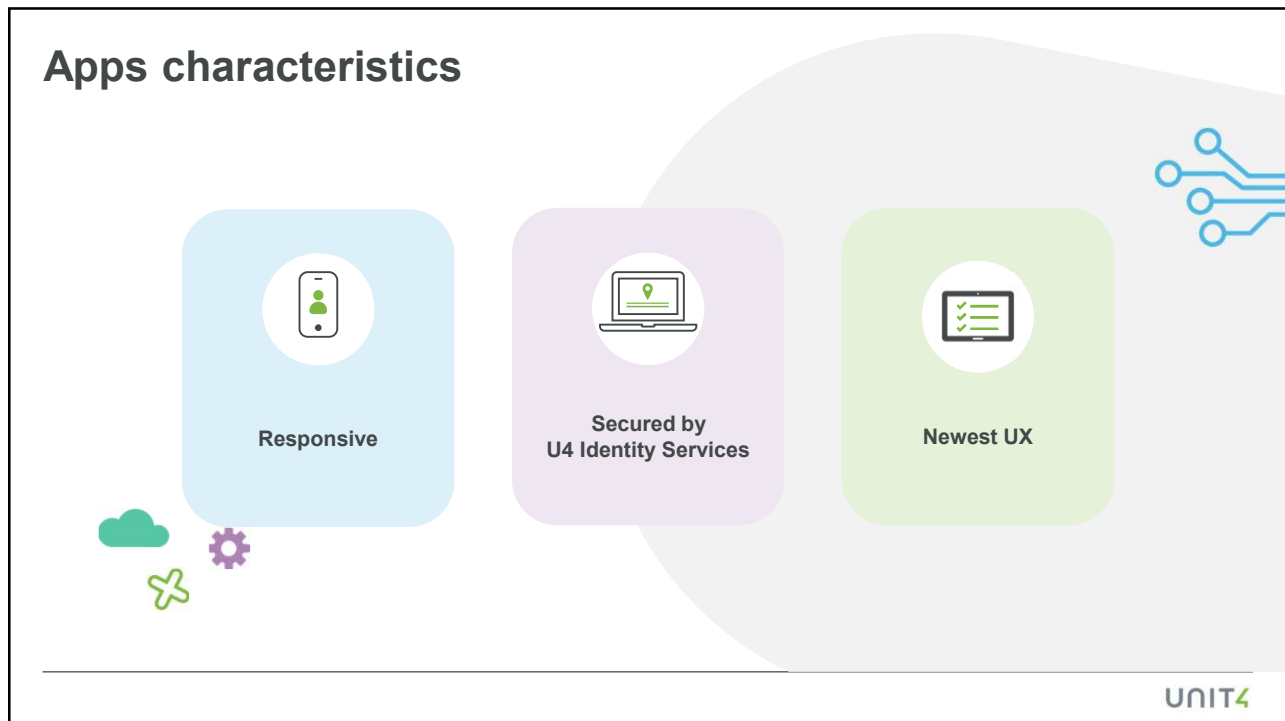 Apps characteristics
Responsive
Secured by
U4 Identity Services
Newest UX
UNIT4